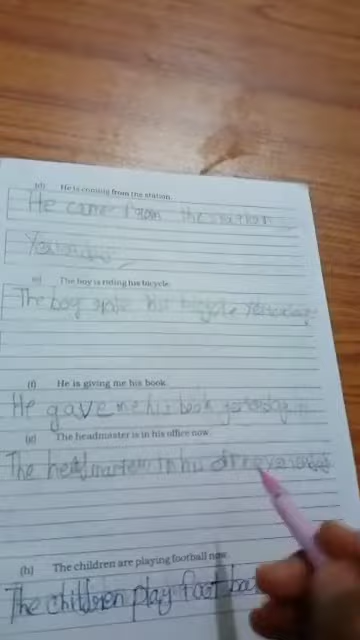 (d) He is coming from the station.
He came from the station
Yesterday
(e) The boy is riding his bicycle.
The boy his bicycle Yesterday
(f) He is giving me his book.
He gave me his book yesterday
(g) The headmaster is in his office now.
The in his
(h) The children are playing football now.
The children play foot